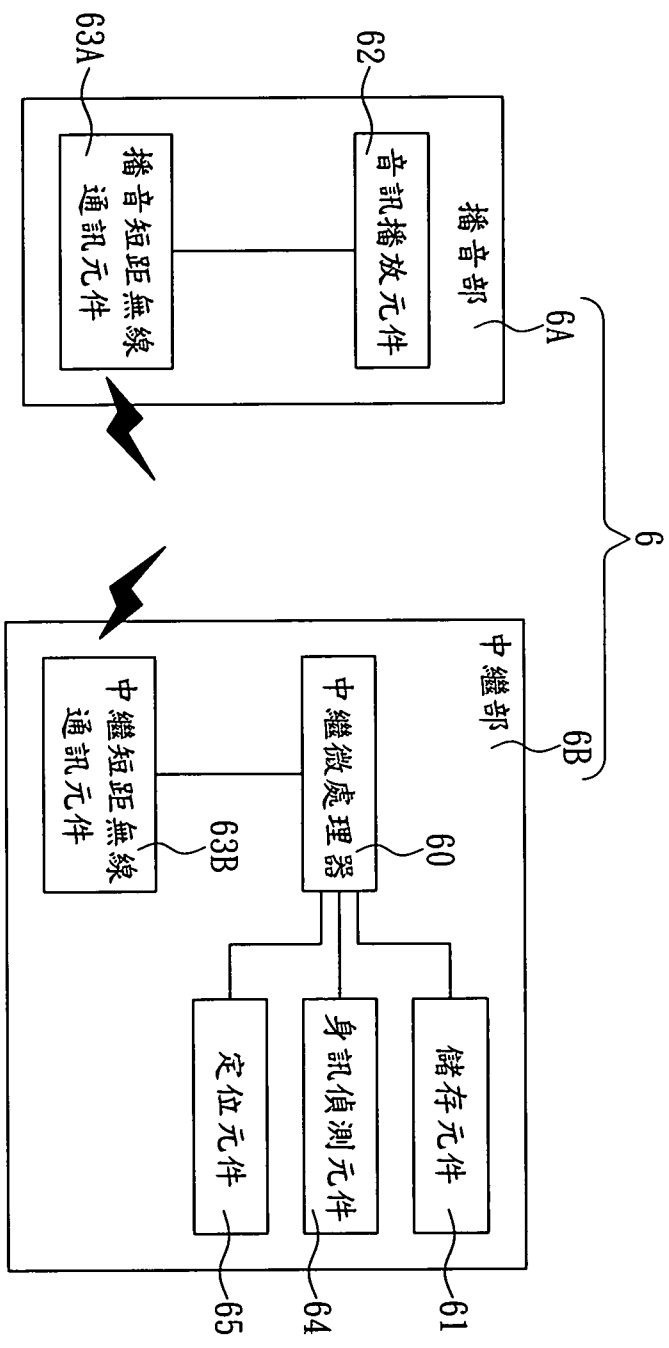 6
6A
播音部
62
音訊播放元件
63A
播音短距無線
通訊元件
6B
中繼部
60
中繼微處理器
63B
中繼短距無線
通訊元件
儲存元件
61
身訊偵測元件
64
定位元件
65